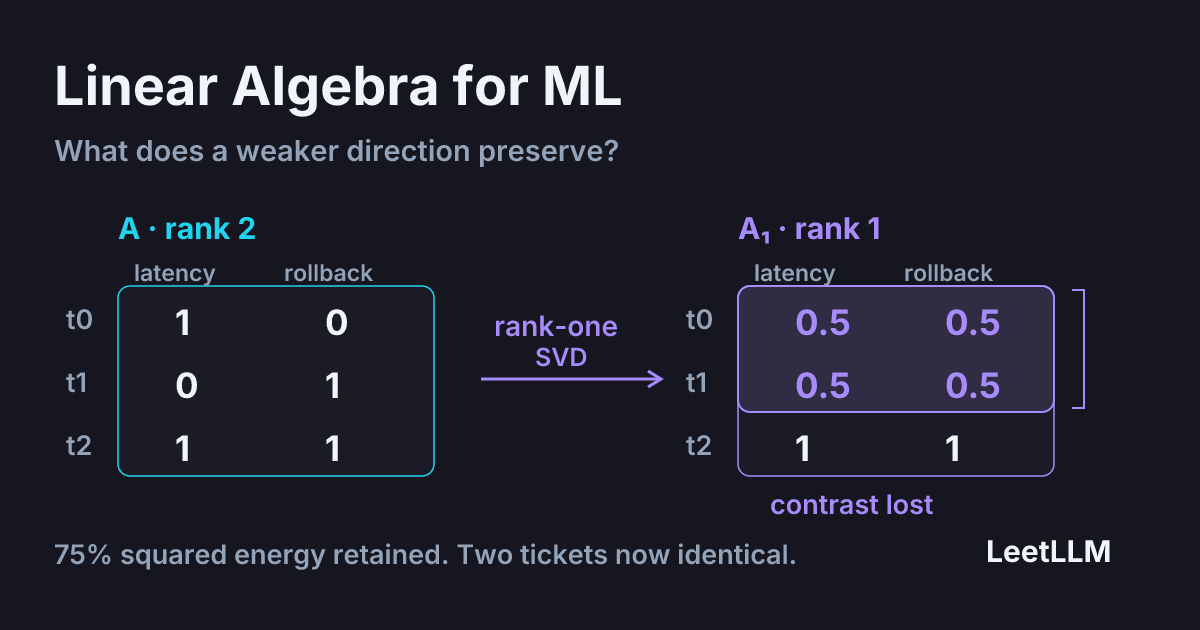 Linear Algebra for ML
What does a weaker direction preserve?
A · rank 2
latency rollback
t0 1 0
t1 0 1
t2 1 1
rank-one
SVD
A₁ · rank 1
latency rollback
t0 0.5 0.5
t1 0.5 0.5
t2 1 1
contrast lost
75% squared energy retained. Two tickets now identical.
LeetLLM